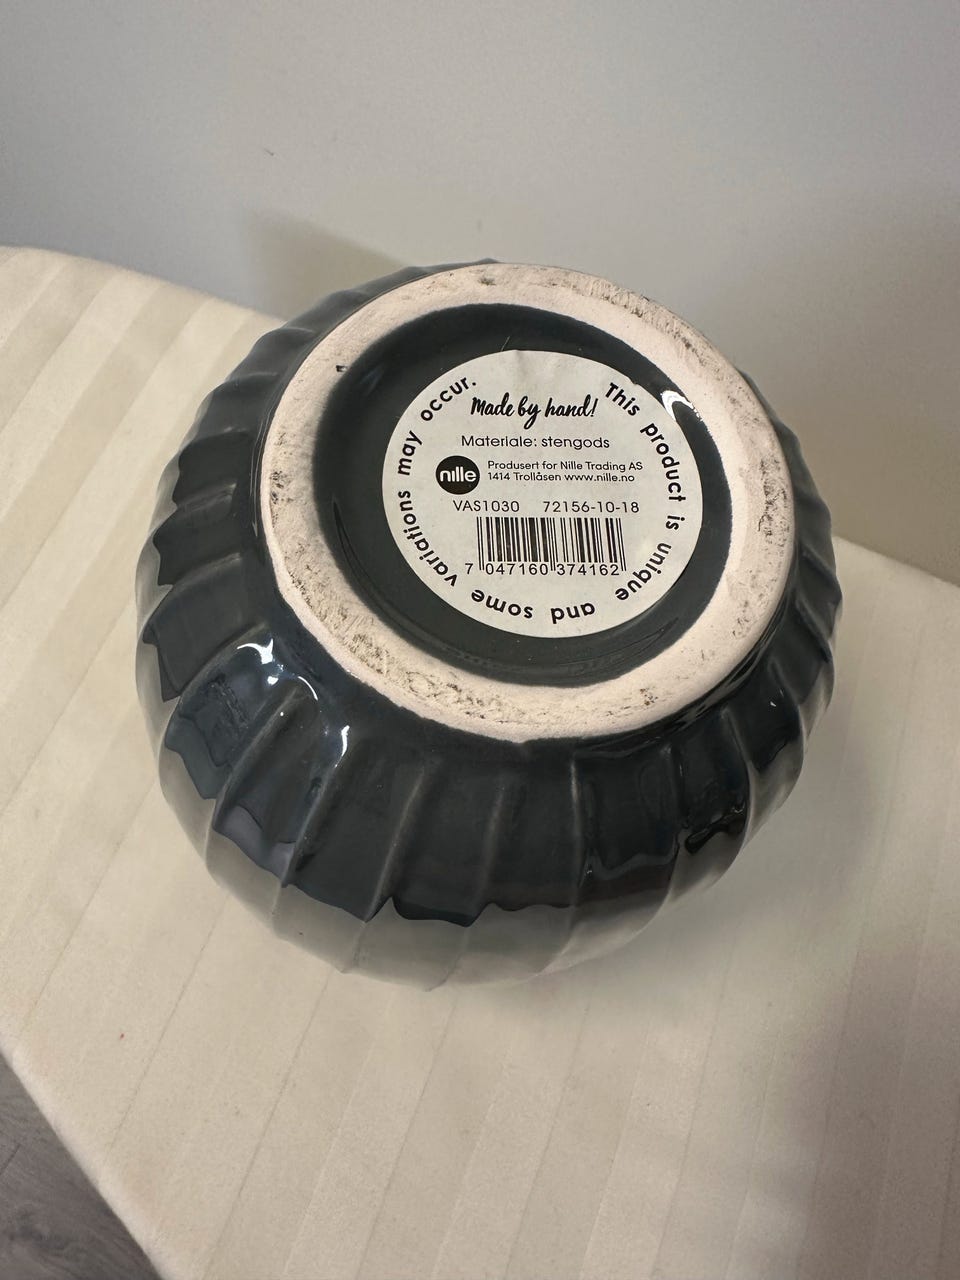 This product is unique and some variations may occur.
Made by hand!
Materiale: stengods
nille
Produsert for Nille Trading AS
1414 Trollåsen www.nille.no
VAS1030 72156-10-18
7 047160 374162